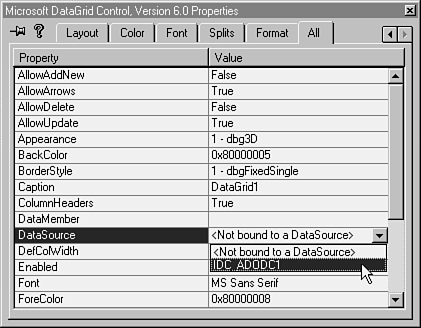 Microsoft DataGrid Control, Version 6.0 Properties
? Layout Color Font Splits Format All
Property Value
AllowAddNew False
AllowArrows True
AllowDelete False
AllowUpdate True
Appearance 1 - dbg3D
BackColor 0x80000005
BorderStyle 1 - dbgFixedSingle
Caption DataGrid1
ColumnHeaders True
DataMember
DataSource <Not bound to a DataSource>
DefColWidth <Not bound to a DataSource>
Enabled IDC_ADODC1
Font MS Sans Serif
ForeColor 0x80000008